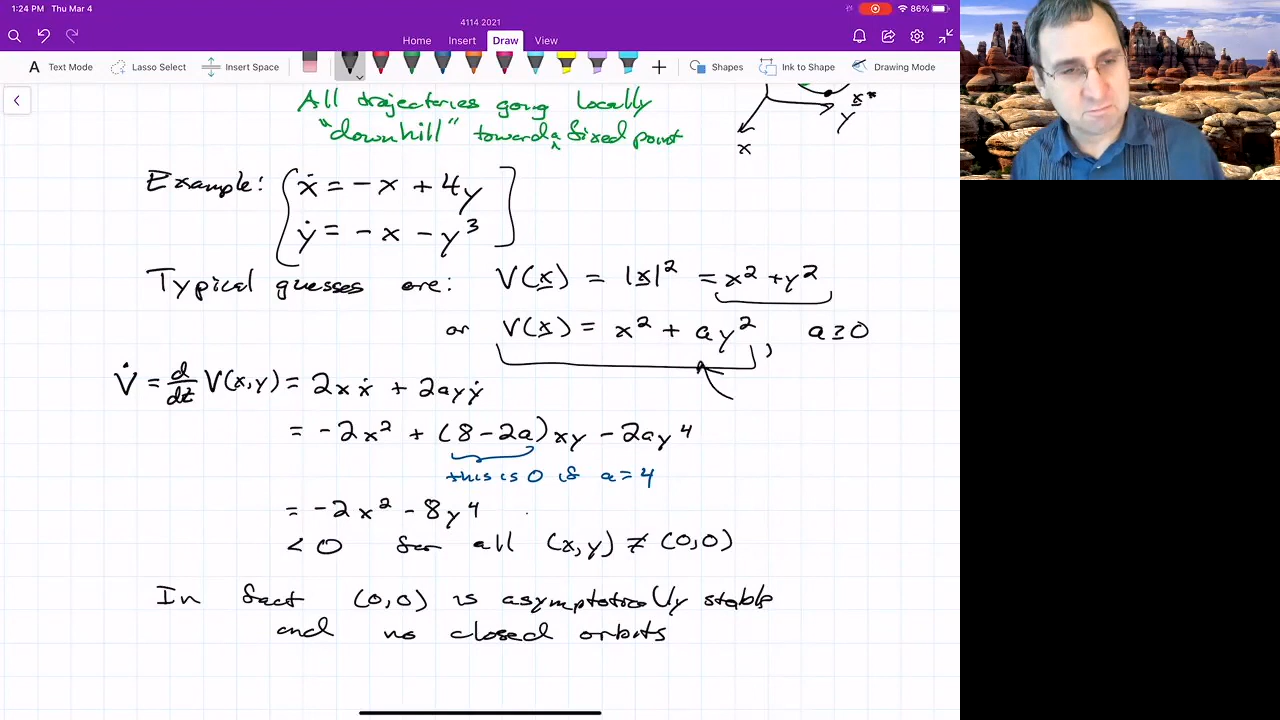 1:24 PM Thu Mar 4
86%
4114 2021
Home Insert Draw View
Text Mode Lasso Select Insert Space Shapes Ink to Shape Drawing Mode
All trajectories going locally
"downhill" toward a fixed point
x*
y
x
Example: ẋ = -x + 4y
ẏ = -x - y³
Typical guesses are: V(x) = |x|² = x² + y²
or V(x) = x² + ay², a ≥ 0
V̇ = d/dt V(x,y) = 2xẋ + 2ayẏ
= -2x² + (8-2a)xy - 2ay⁴
this is 0 if a = 4
= -2x² - 8y⁴
< 0 for all (x,y) ≠ (0,0)
In fact (0,0) is asymptotically stable
and no closed orbits